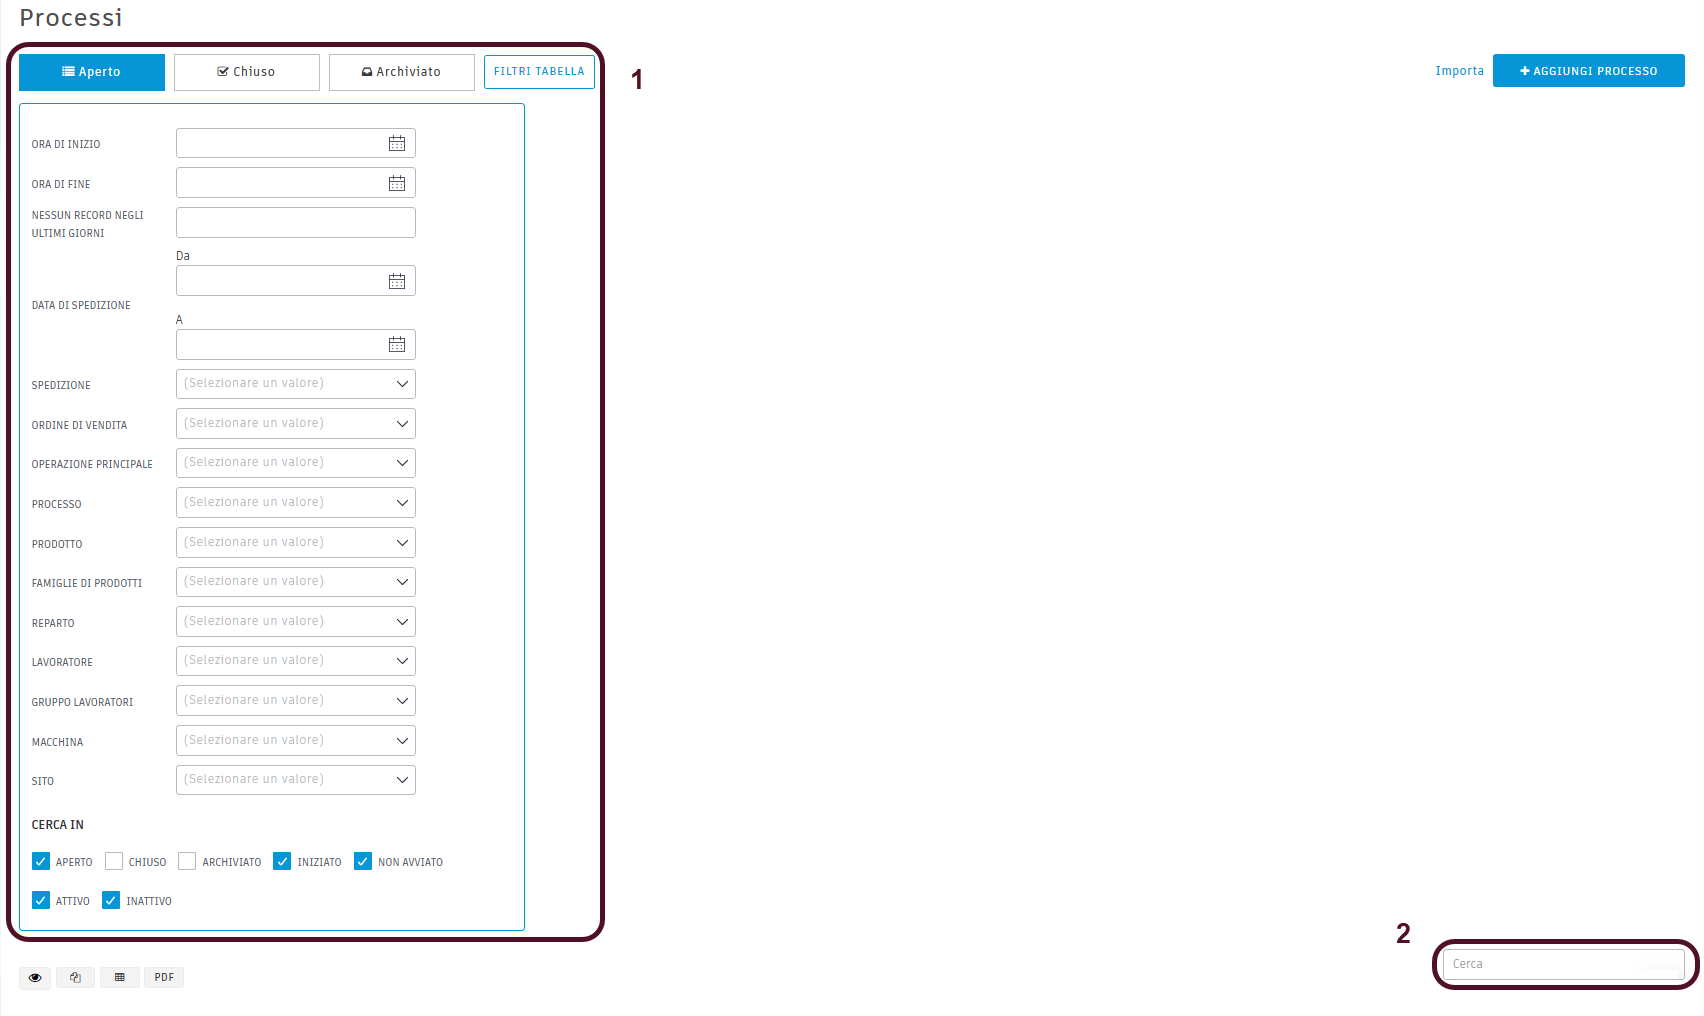 Processi
Aperto
Chiuso
Archiviato
FILTRI TABELLA
1
Importa
AGGIUNGI PROCESSO
ORA DI INIZIO
ORA DI FINE
NESSUN RECORD NEGLI
ULTIMI GIORNI
Da
DATA DI SPEDIZIONE
A
SPEDIZIONE (Selezionare un valore)
ORDINE DI VENDITA (Selezionare un valore)
OPERAZIONE PRINCIPALE (Selezionare un valore)
PROCESSO (Selezionare un valore)
PRODOTTO (Selezionare un valore)
FAMIGLIE DI PRODOTTI (Selezionare un valore)
REPARTO (Selezionare un valore)
LAVORATORE (Selezionare un valore)
GRUPPO LAVORATORI (Selezionare un valore)
MACCHINA (Selezionare un valore)
SITO (Selezionare un valore)
CERCA IN
APERTO CHIUSO ARCHIVIATO INIZIATO NON AVVIATO
ATTIVO INATTIVO
2
Cerca
PDF